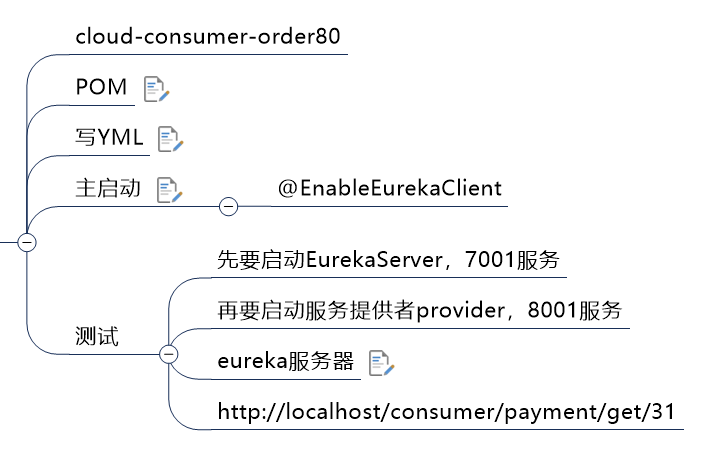 cloud-consumer-order80
POM
写YML
主启动
@EnableEurekaClient
测试
先要启动EurekaServer，7001服务
再要启动服务提供者provider，8001服务
eureka服务器
http://localhost/consumer/payment/get/31